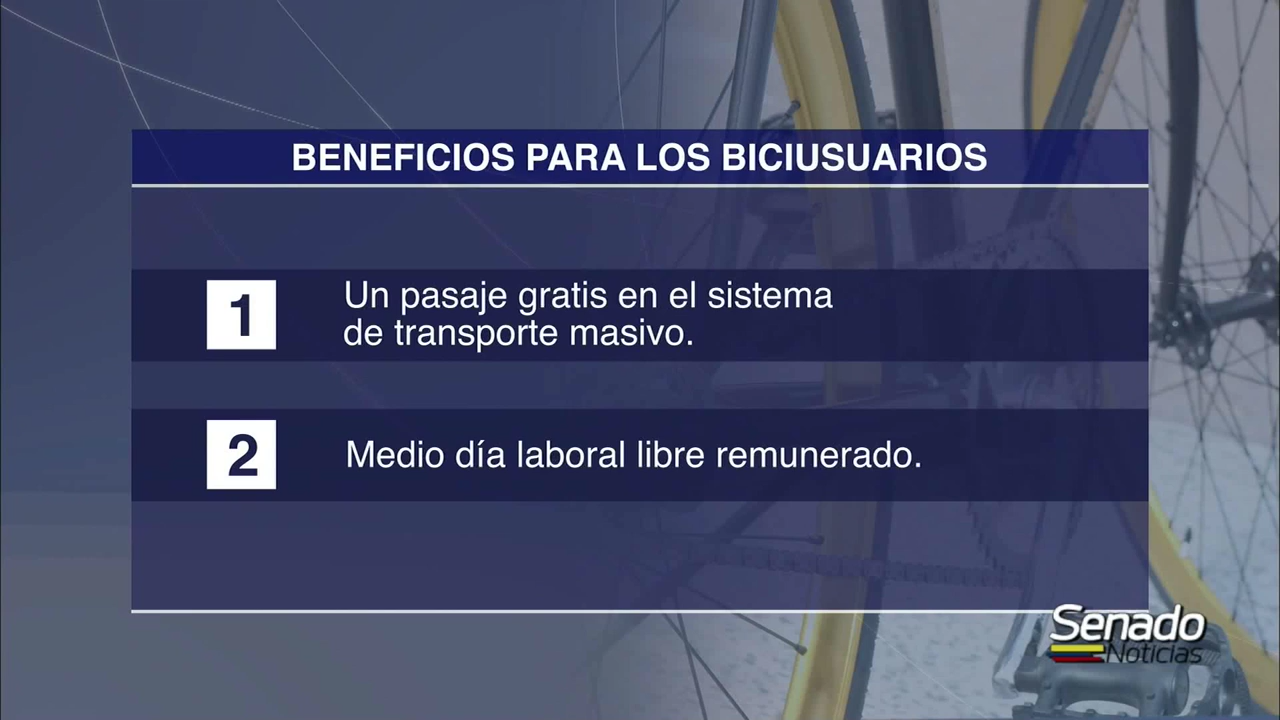 BENEFICIOS PARA LOS BICIUSUARIOS
1
Un pasaje gratis en el sistema
de transporte masivo.
2
Medio día laboral libre remunerado.
Senado
Noticias